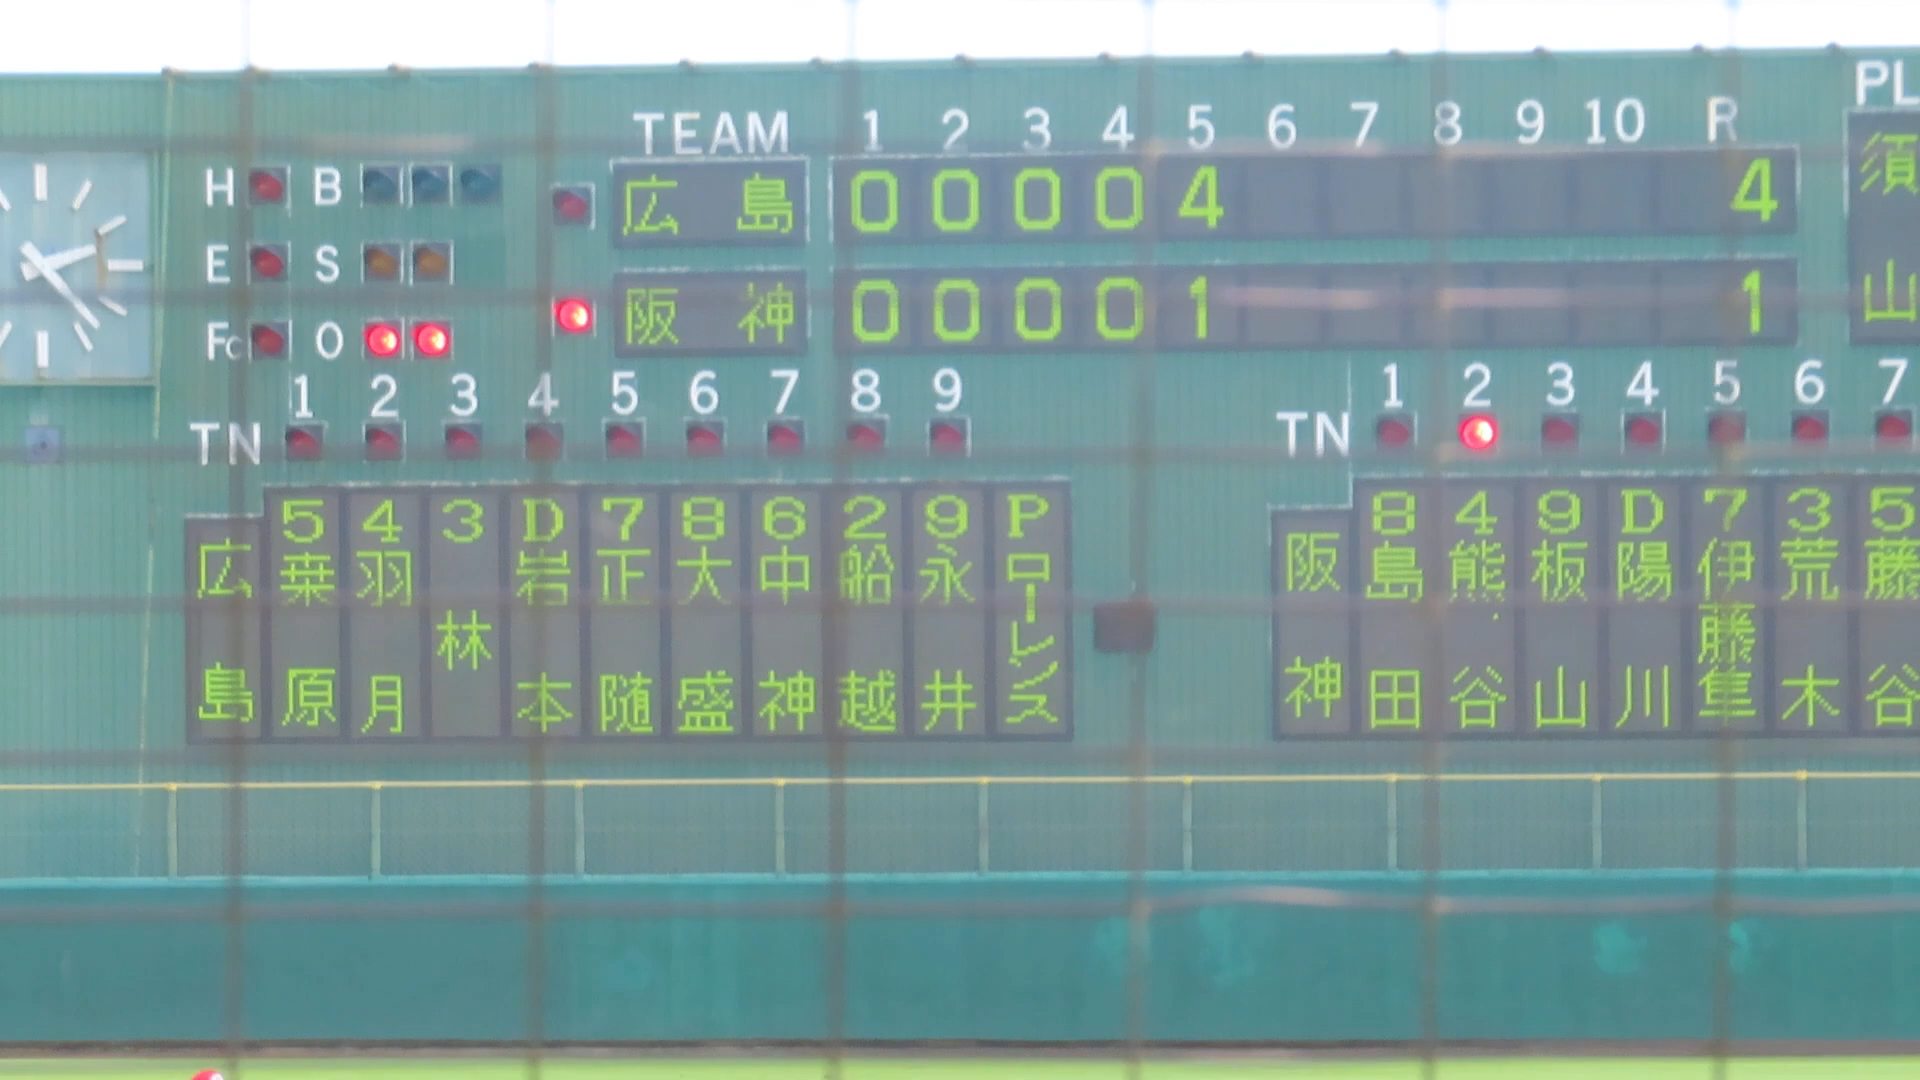 TEAM 1 2 3 4 5 6 7 8 9 10 R PL
H B 広島 0 0 0 0 4 4 須
E S
阪神 0 0 0 0 1 1 山
Fc O
1 2 3 4 5 6 7 8 9
TN
1 2 3 4 5 6 7
TN
広島
5 桒原
4 羽月
3 林
D 岩本
7 正随
8 大盛
6 中神
2 船越
9 永井
P ローレンス
阪神
8 島田
4 熊谷
9 板山
D 陽川
7 伊藤隼
3 荒木
5 藤谷